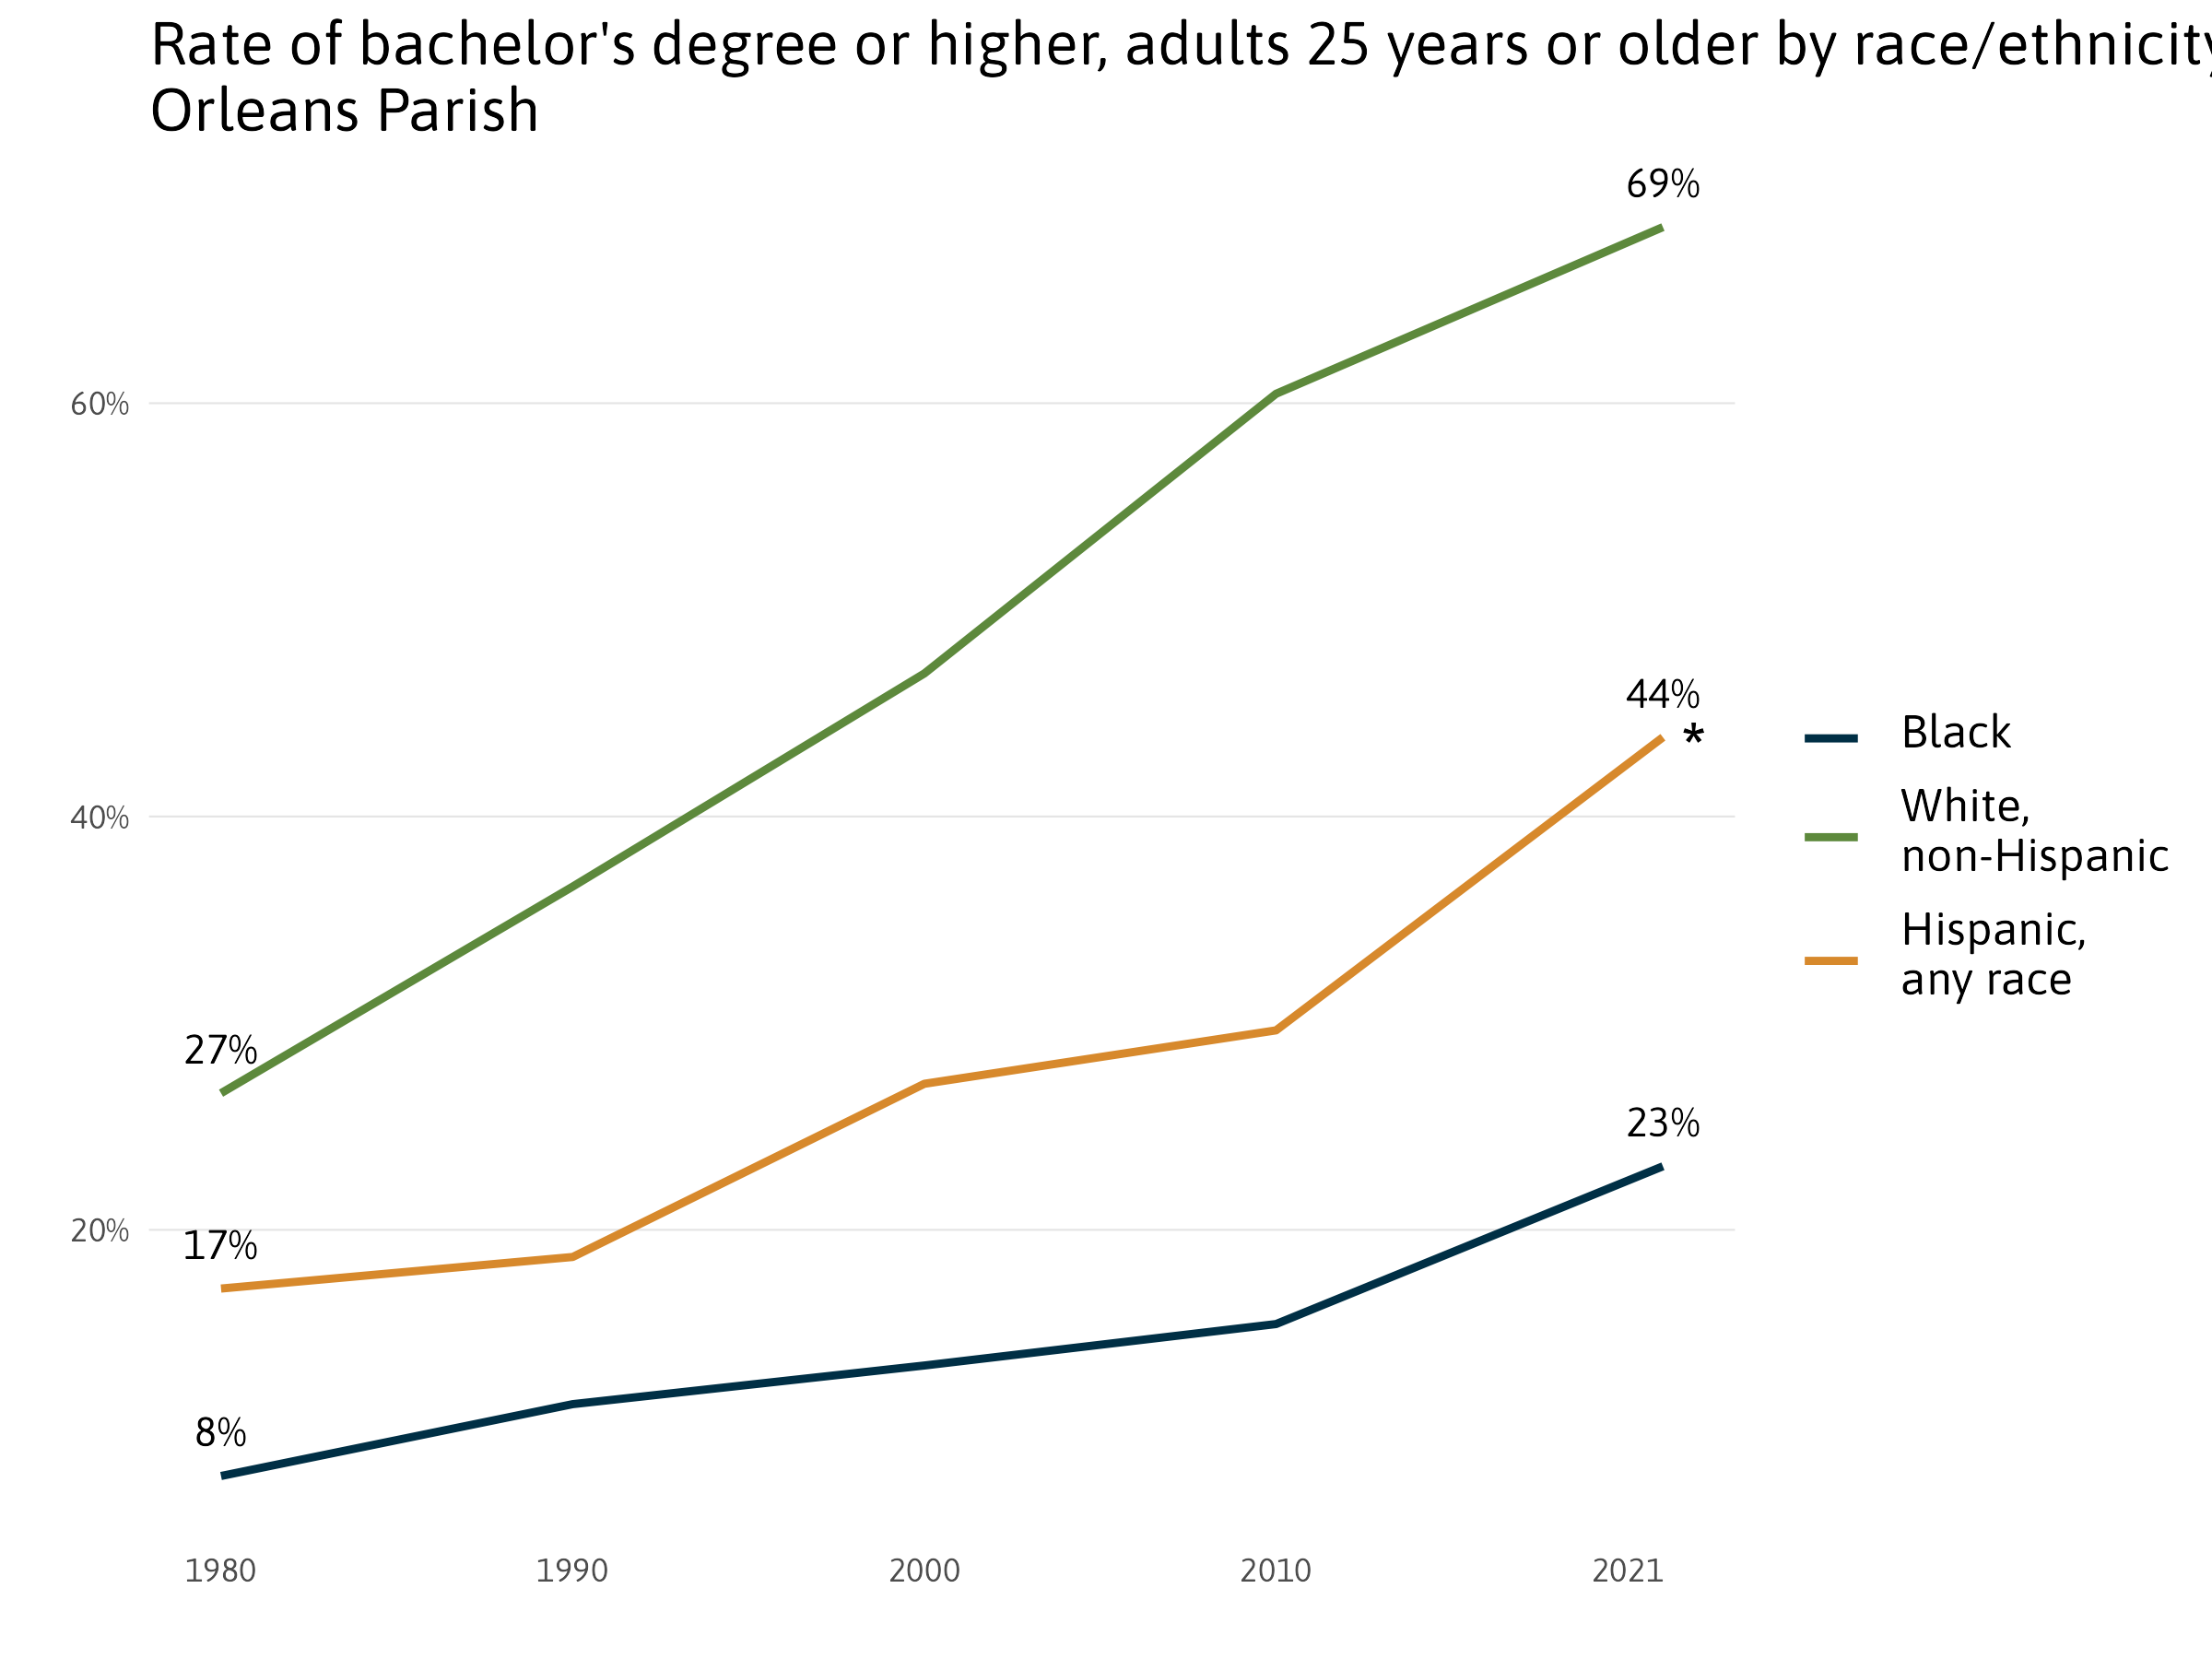 Rate of bachelor's degree or higher, adults 25 years or older by race/ethnicity,
Orleans Parish
69%
60%
44%
*
Black
White,
non-Hispanic
40%
Hispanic,
any race
27%
23%
20%
17%
8%
1980 1990 2000 2010 2021